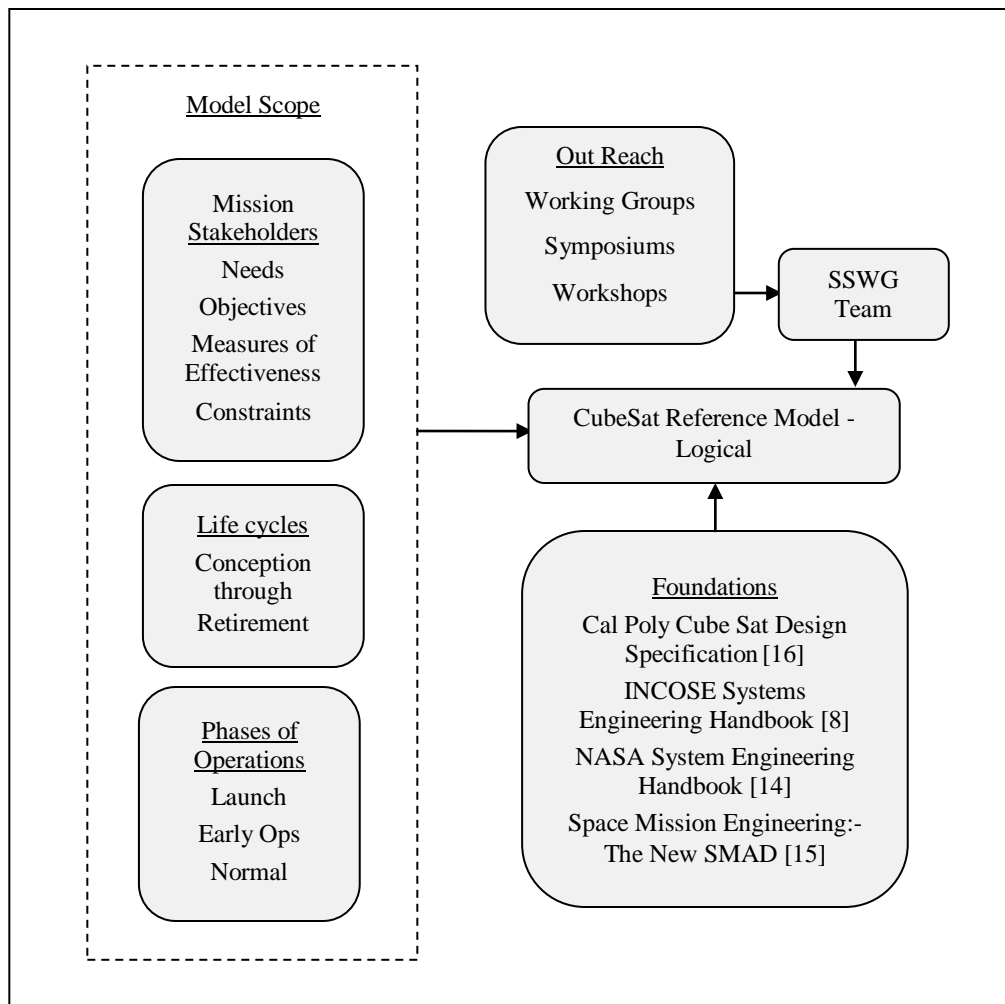 Model Scope
Mission
Stakeholders
Needs
Objectives
Measures of
Effectiveness
Constraints
Life cycles
Conception
through
Retirement
Phases of
Operations
Launch
Early Ops
Normal
Out Reach
Working Groups
Symposiums
Workshops
SSWG
Team
CubeSat Reference Model -
Logical
Foundations
Cal Poly Cube Sat Design
Specification [16]
INCOSE Systems
Engineering Handbook [8]
NASA System Engineering
Handbook [14]
Space Mission Engineering:-
The New SMAD [15]